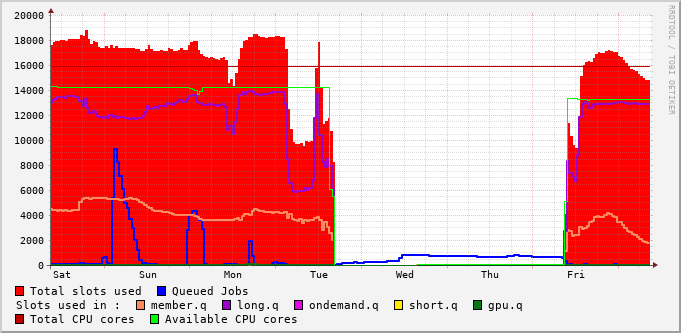 20000
18000
16000
14000
12000
10000
8000
6000
4000
2000
0
Sat Sun Mon Tue Wed Thu Fri
RRDTOOL / TOBI OETIKER
Total slots used Queued Jobs
Slots used in : member.q long.q ondemand.q short.q gpu.q
Total CPU cores Available CPU cores